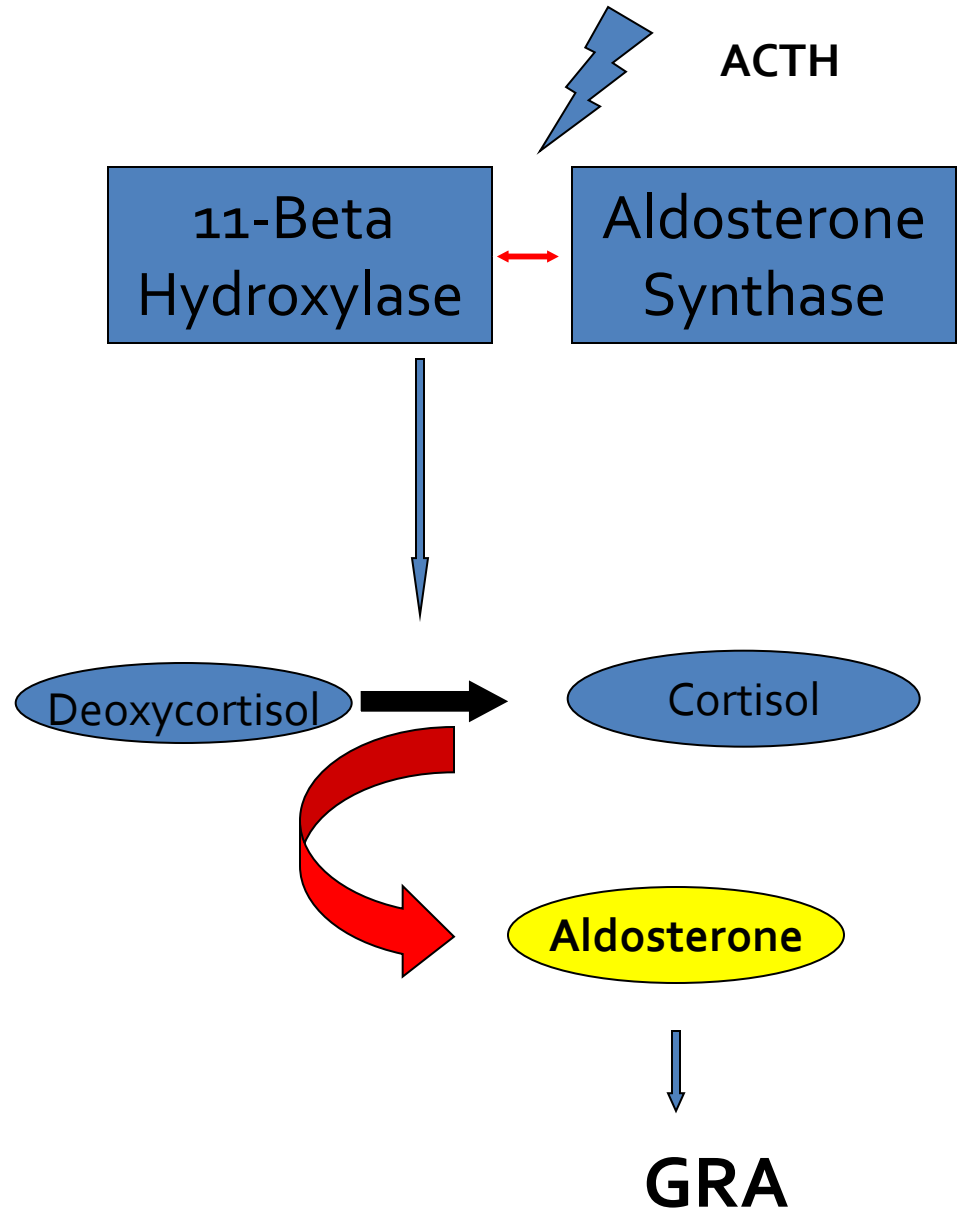 ACTH
11-Beta
Hydroxylase
Aldosterone
Synthase
Deoxycortisol
Cortisol
Aldosterone
GRA